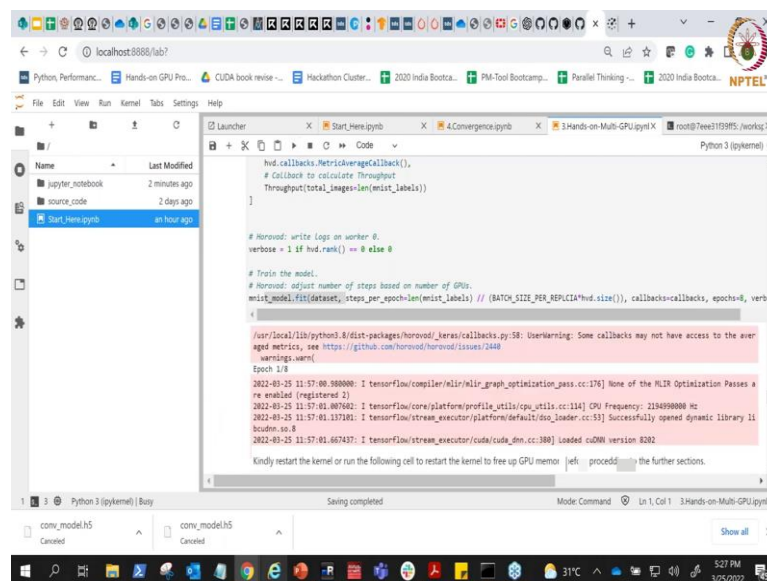 localhost:8888/lab?
Python, Performanc...
Hands-on GPU Pro...
CUDA book revise -...
Hackathon Cluster...
2020 India Bootca...
PM-Tool Bootcamp...
Parallel Thinking -...
2020 India Bootca...
NPTEL
File Edit View Run Kernel Tabs Settings Help
Launcher X
Start_Here.ipynb X
4.Convergence.ipynb X
3.Hands-on-Multi-GPU.ipynl X
root@7eee31f39ff5: /works
Code
Python 3 (ipykernel)
/
Name Last Modified
jupyter_notebook 2 minutes ago
source_code 2 days ago
Start_Here.ipynb an hour ago
hvd.callbacks.MetricAverageCallback(),
# Callback to calculate Throughput
Throughput(total_images=len(mnist_labels))
]
# Horovod: write logs on worker 0.
verbose = 1 if hvd.rank() == 0 else 0
# Train the model.
# Horovod: adjust number of steps based on number of GPUs.
mnist_model.fit(dataset, steps_per_epoch=len(mnist_labels) // (BATCH_SIZE_PER_REPLCIA*hvd.size()), callbacks=callbacks, epochs=8, verb
/usr/local/lib/python3.8/dist-packages/horovod/_keras/callbacks.py:58: UserWarning: Some callbacks may not have access to the aver
aged metrics, see https://github.com/horovod/horovod/issues/2440
warnings.warn(
Epoch 1/8
2022-03-25 11:57:00.980000: I tensorflow/compiler/mlir/mlir_graph_optimization_pass.cc:176] None of the MLIR Optimization Passes a
re enabled (registered 2)
2022-03-25 11:57:01.007602: I tensorflow/core/platform/profile_utils/cpu_utils.cc:114] CPU Frequency: 2194990000 Hz
2022-03-25 11:57:01.137101: I tensorflow/stream_executor/platform/default/dso_loader.cc:53] Successfully opened dynamic library li
bcudnn.so.8
2022-03-25 11:57:01.667437: I tensorflow/stream_executor/cuda/cuda_dnn.cc:380] Loaded cuDNN version 8202
Kindly restart the kernel or run the following cell to restart the kernel to free up GPU memor the further sections.
1 3 Python 3 (ipykernel) | Busy
Saving completed
Mode: Command
Ln 1, Col 1
3.Hands-on-Multi-GPU.ipynl
conv_model.h5
Canceled
conv_model.h5
Canceled
Show all
31°C
5:27 PM
3/25/2022